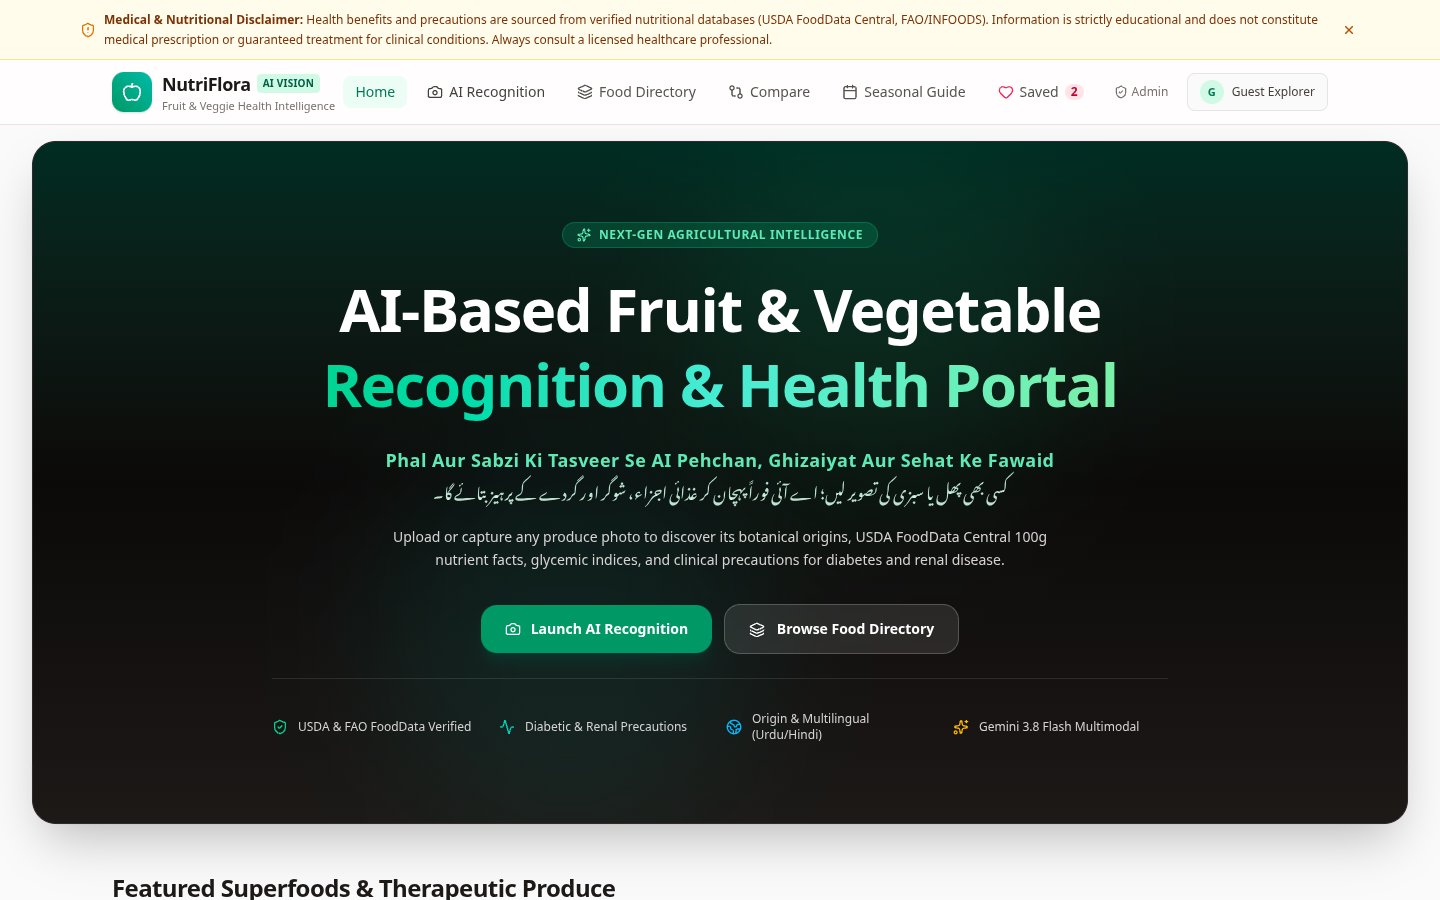 Medical & Nutritional Disclaimer: Health benefits and precautions are sourced from verified nutritional databases (USDA FoodData Central, FAO/INFOODS). Information is strictly educational and does not constitute
medical prescription or guaranteed treatment for clinical conditions. Always consult a licensed healthcare professional.
NutriFlora AI VISION
Fruit & Veggie Health Intelligence
Home
AI Recognition
Food Directory
Compare
Seasonal Guide
Saved 2
Admin
G Guest Explorer
NEXT-GEN AGRICULTURAL INTELLIGENCE
AI-Based Fruit & Vegetable
Recognition & Health Portal
Phal Aur Sabzi Ki Tasveer Se AI Pehchan, Ghizaiyat Aur Sehat Ke Fawaid
کسی بھی پھل یا سبزی کی تصویر لیں؛ اے آئی فوراً پہچان کر غذائی اجزاء، شوگر اور گردے کے پرہیز بتائے گا۔
Upload or capture any produce photo to discover its botanical origins, USDA FoodData Central 100g
nutrient facts, glycemic indices, and clinical precautions for diabetes and renal disease.
Launch AI Recognition
Browse Food Directory
USDA & FAO FoodData Verified
Diabetic & Renal Precautions
Origin & Multilingual
(Urdu/Hindi)
Gemini 3.8 Flash Multimodal
Featured Superfoods & Therapeutic Produce